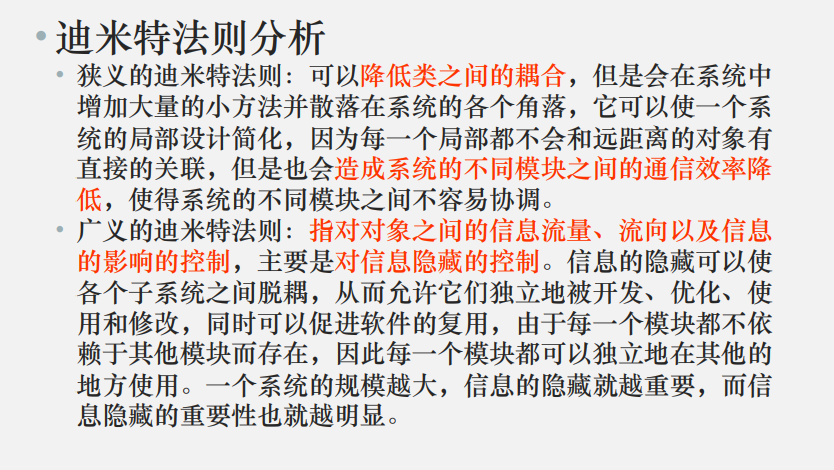 • 迪米特法则分析
• 狭义的迪米特法则：可以降低类之间的耦合，但是会在系统中
增加大量的小方法并散落在系统的各个角落，它可以使一个系
统的局部设计简化，因为每一个局部都不会和远距离的对象有
直接的关联，但是也会造成系统的不同模块之间的通信效率降
低，使得系统的不同模块之间不容易协调。
• 广义的迪米特法则：指对对象之间的信息流量、流向以及信息
的影响的控制，主要是对信息隐藏的控制。信息的隐藏可以使
各个子系统之间脱耦，从而允许它们独立地被开发、优化、使
用和修改，同时可以促进软件的复用，由于每一个模块都不依
赖于其他模块而存在，因此每一个模块都可以独立地在其他的
地方使用。一个系统的规模越大，信息的隐藏就越重要，而信
息隐藏的重要性也就越明显。